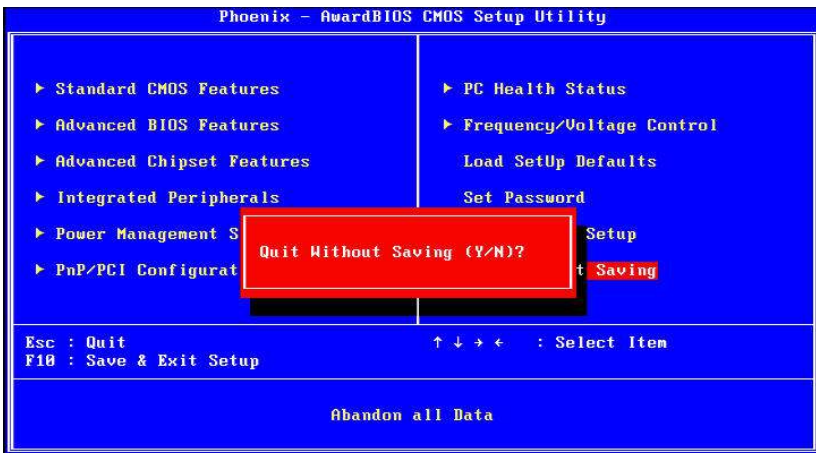 Phoenix - AwardBIOS CMOS Setup Utility
▶ Standard CMOS Features
▶ Advanced BIOS Features
▶ Advanced Chipset Features
▶ Integrated Peripherals
▶ Power Management S
▶ PnP/PCI Configurat
▶ PC Health Status
▶ Frequency/Voltage Control
Load SetUp Defaults
Set Password
Setup
t Saving
Quit Without Saving (Y/N)?
Esc : Quit
F10 : Save & Exit Setup
↑ ↓ → ← : Select Item
Abandon all Data